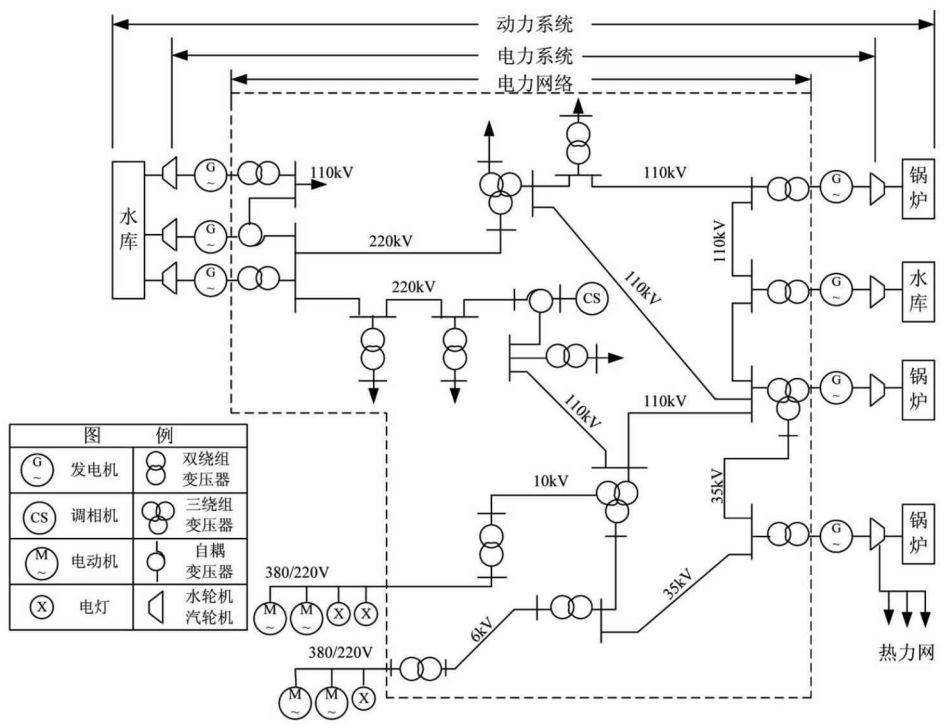 动力系统
电力系统
电力网络
水库
G
~
G
~
G
~
110kV
220kV
220kV
CS
110kV
110kV
110kV
110kV
110kV
10kV
35kV
35kV
6kV
380/220V
M
~
M
~
X
X
380/220V
M
~
M
~
X
G
~
锅炉
G
~
水库
G
~
锅炉
G
~
锅炉
热力网
图 例
G
~
发电机
双绕组
变压器
CS
调相机
三绕组
变压器
M
~
电动机
自耦
变压器
X
电灯
水轮机
汽轮机